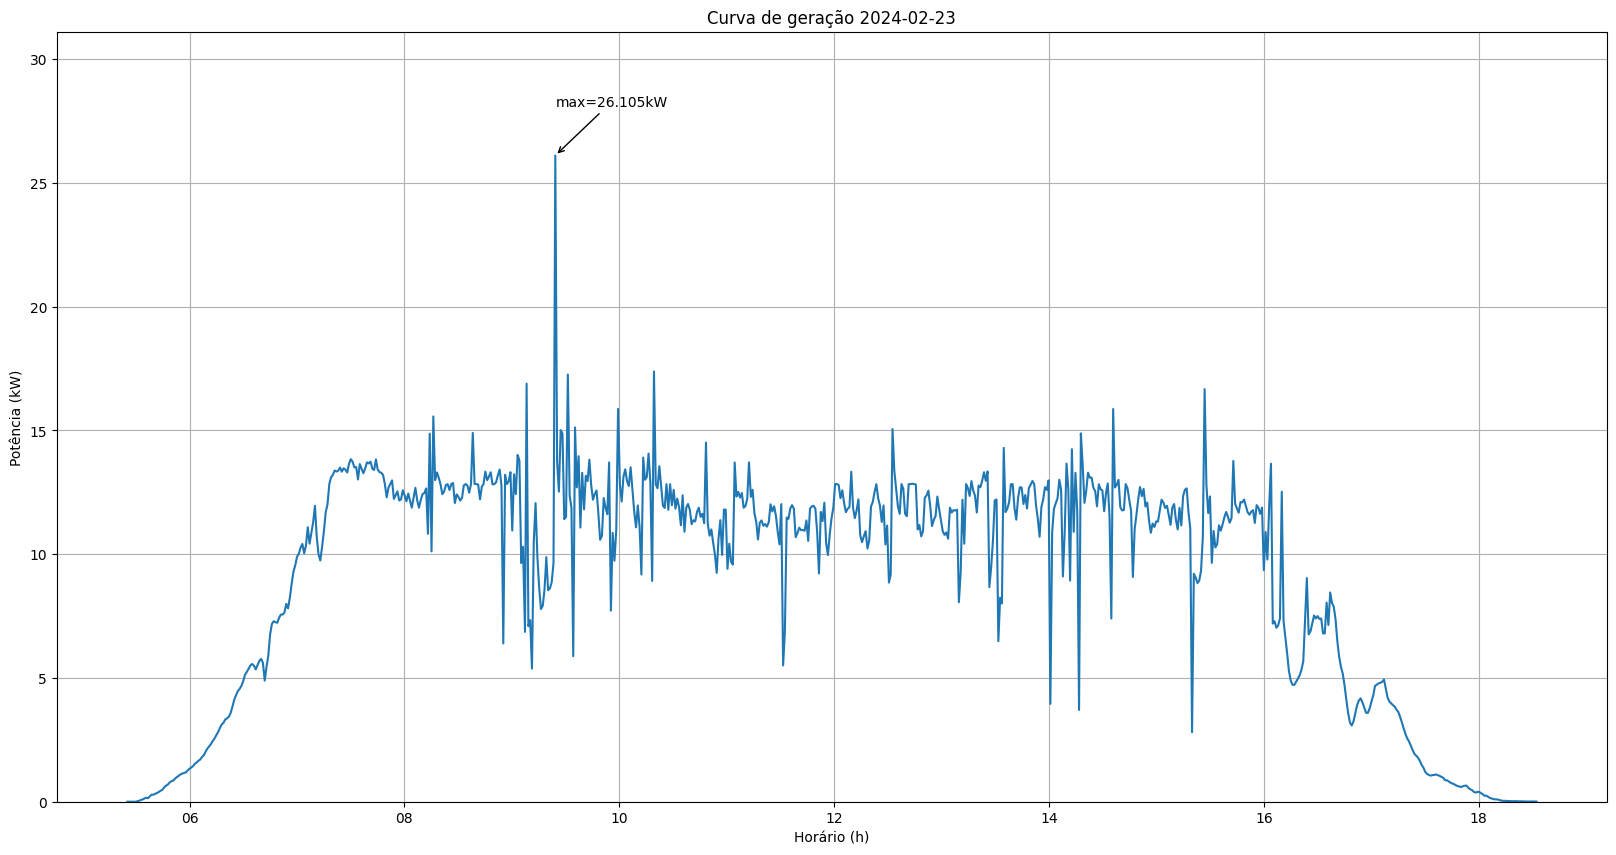 Curva de geração 2024-02-23
30
max=26.105kW
25
20
15
10
5
0
Potência (kW)
06 08 10 12 14 16 18
Horário (h)